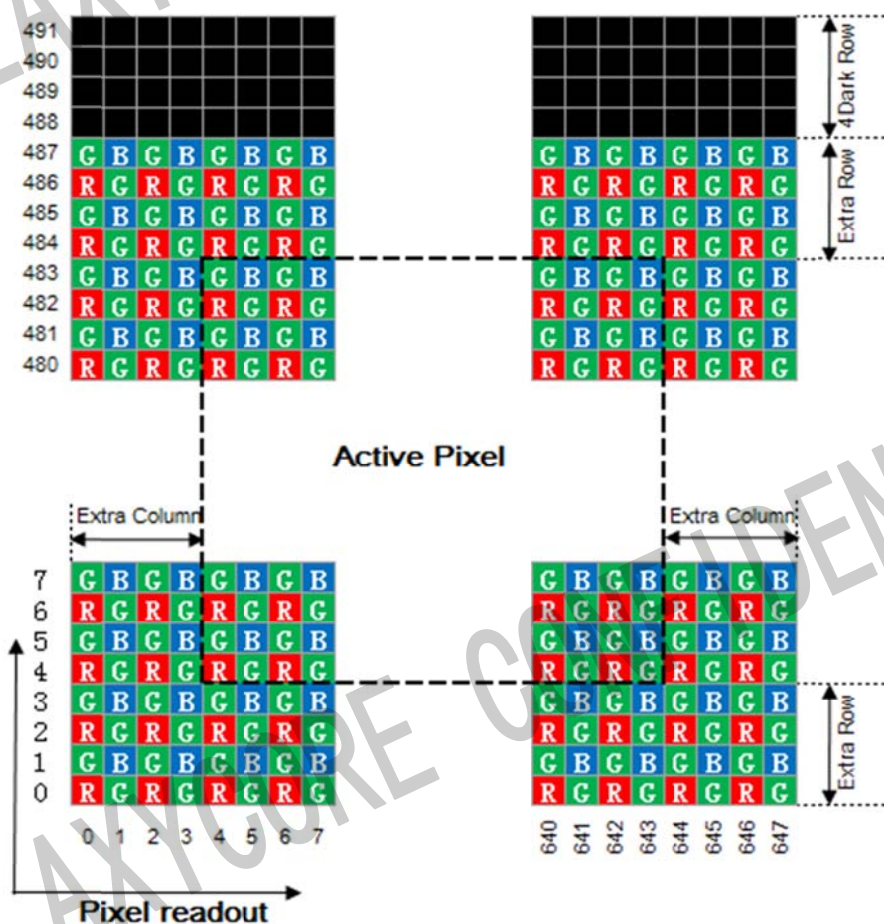 491
490
489
488
487 G B G B G B G B G B G B G B G B
486 R G R G R G R G R G R G R G R G
485 G B G B G B G B G B G B G B G B
484 R G R G R G R G R G R G R G R G
483 G B G B G B G B G B G B G B G B
482 R G R G R G R G R G R G R G R G
481 G B G B G B G B G B G B G B G B
480 R G R G R G R G R G R G R G R G
4Dark Row
Extra Row
Active Pixel
Extra Column Extra Column
7 G B G B G B G B G B G B G B G B
6 R G R G R G R G R G R G R G R G
5 G B G B G B G B G B G B G B G B
4 R G R G R G R G R G R G R G R G
3 G B G B G B G B G B G B G B G B
2 R G R G R G R G R G R G R G R G
1 G B G B G B G B G B G B G B G B
0 R G R G R G R G R G R G R G R G
Extra Row
0 1 2 3 4 5 6 7 640 641 642 643 644 645 646 647
Pixel readout
AXYCORE CONFIDEN